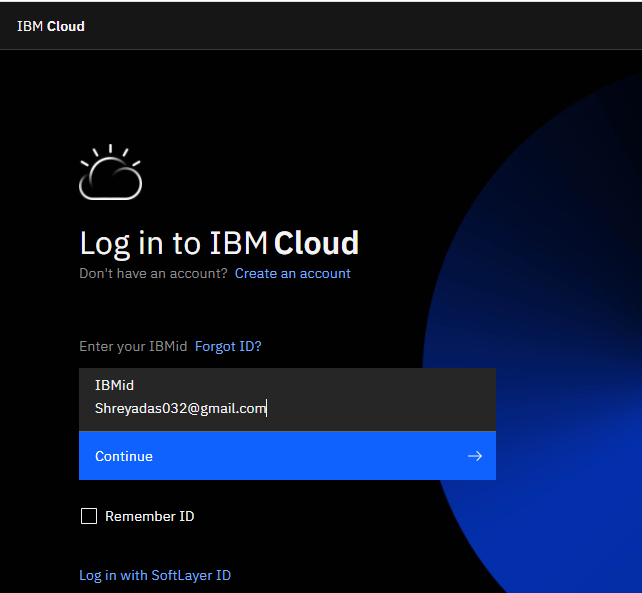 IBM Cloud
Log in to IBM Cloud
Don't have an account? Create an account
Enter your IBMid Forgot ID?
IBMid
Shreyadas032@gmail.com
Continue
Remember ID
Log in with SoftLayer ID